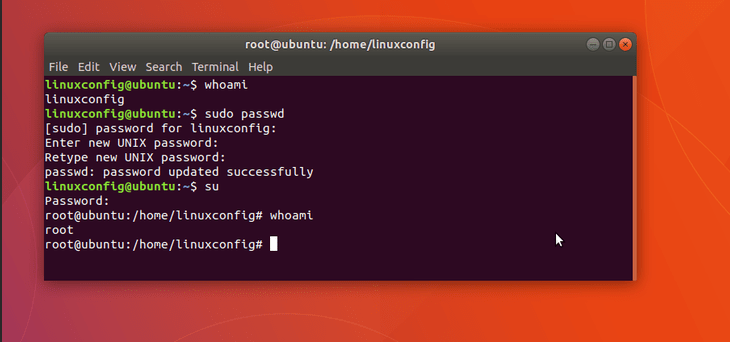 root@ubuntu: /home/linuxconfig
File Edit View Search Terminal Help
linuxconfig@ubuntu:~$ whoami
linuxconfig
linuxconfig@ubuntu:~$ sudo passwd
[sudo] password for linuxconfig:
Enter new UNIX password:
Retype new UNIX password:
passwd: password updated successfully
linuxconfig@ubuntu:~$ su
Password:
root@ubuntu:/home/linuxconfig# whoami
root
root@ubuntu:/home/linuxconfig#